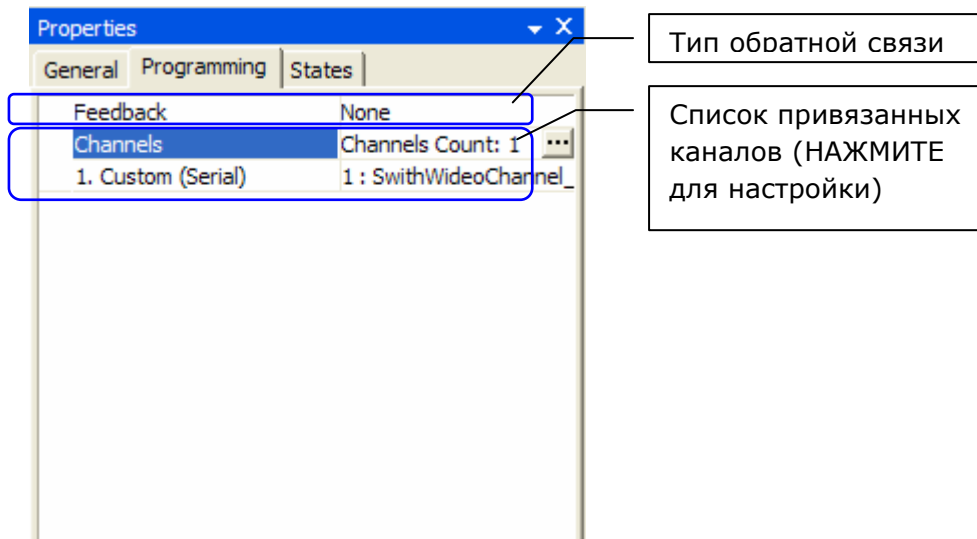 Properties
General Programming States
Feedback None
Channels Channels Count: 1 ...
1. Custom (Serial) 1 : SwithWideoChannel_
Тип обратной связи
Список привязанных
каналов (НАЖМИТЕ
для настройки)